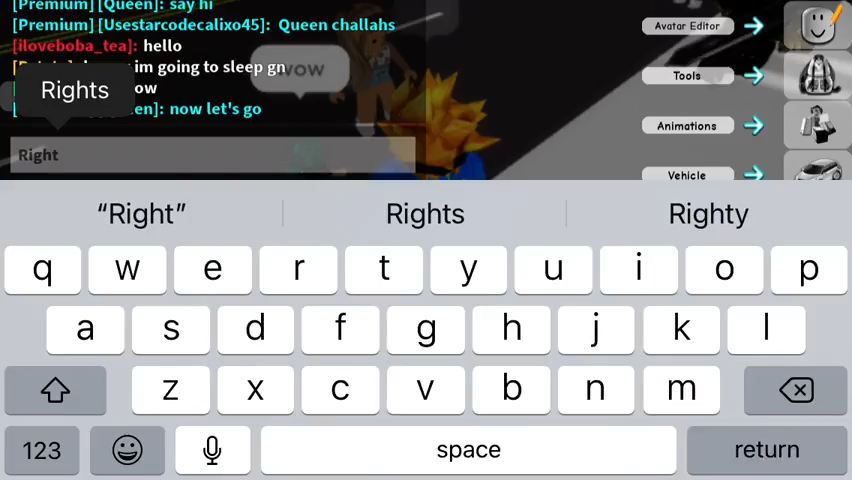 [Premium] [Queen]: say hi
[Premium] [Usestarcodecalixo45]: Queen challahs
[iloveboba_tea]: hello
im going to sleep gn
wow
Rights
ow
en]: now let's go
Right
Avatar Editor
Tools
Animations
Vehicle
“Right” Rights Righty
q w e r t y u i o p
a s d f g h j k l
z x c v b n m
123 space return